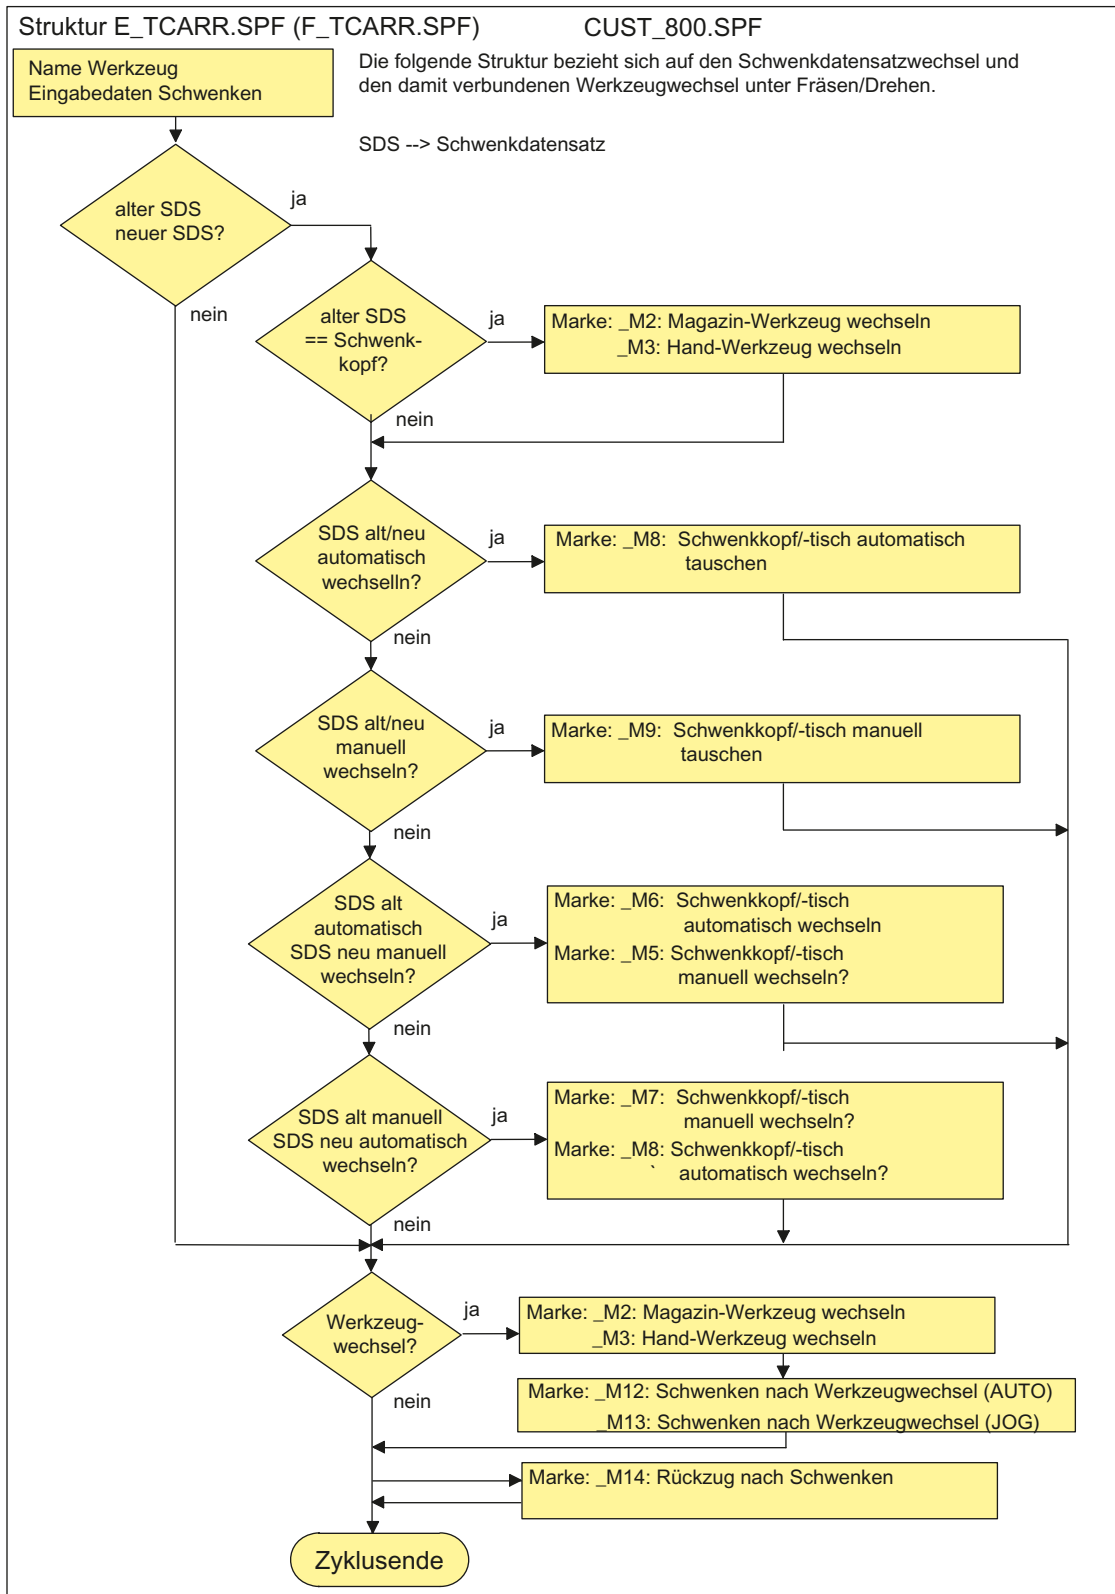 Struktur E_TCARR.SPF (F_TCARR.SPF) CUST_800.SPF
Name Werkzeug
Eingabedaten Schwenken
Die folgende Struktur bezieht sich auf den Schwenkdatensatzwechsel und
den damit verbundenen Werkzeugwechsel unter Fräsen/Drehen.
SDS --> Schwenkdatensatz
alter SDS
neuer SDS?
ja
nein
alter SDS
== Schwenk-
kopf?
ja
nein
Marke: _M2: Magazin-Werkzeug wechseln
_M3: Hand-Werkzeug wechseln
SDS alt/neu
automatisch
wechselln?
ja
nein
Marke: _M8: Schwenkkopf/-tisch automatisch
tauschen
SDS alt/neu
manuell
wechseln?
ja
nein
Marke: _M9: Schwenkkopf/-tisch manuell
tauschen
SDS alt
automatisch
SDS neu manuell
wechseln?
ja
nein
Marke: _M6: Schwenkkopf/-tisch
automatisch wechseln
Marke: _M5: Schwenkkopf/-tisch
manuell wechseln?
SDS alt manuell
SDS neu automatisch
wechseln?
ja
nein
Marke: _M7: Schwenkkopf/-tisch
manuell wechseln?
Marke: _M8: Schwenkkopf/-tisch
` automatisch wechseln?
Werkzeug-
wechsel?
ja
nein
Marke: _M2: Magazin-Werkzeug wechseln
_M3: Hand-Werkzeug wechseln
Marke: _M12: Schwenken nach Werkzeugwechsel (AUTO)
_M13: Schwenken nach Werkzeugwechsel (JOG)
Marke: _M14: Rückzug nach Schwenken
Zyklusende